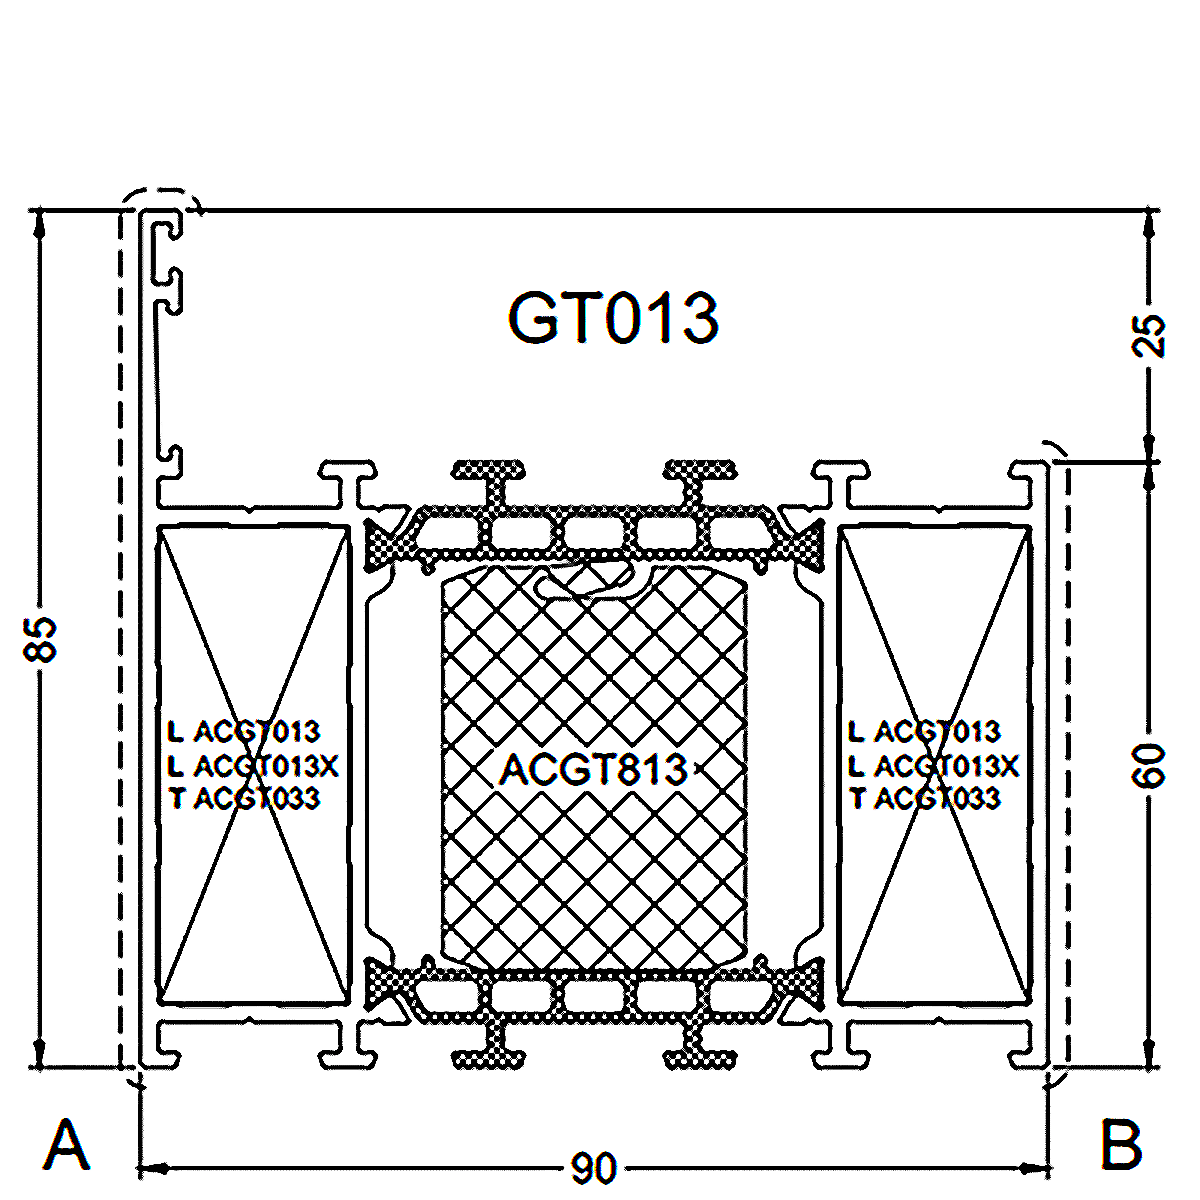 GT013
25
85
L ACGT013
L ACGT013X
T ACGT033
ACGT813
L ACGT013
L ACGT013X
T ACGT033
60
A
90
B